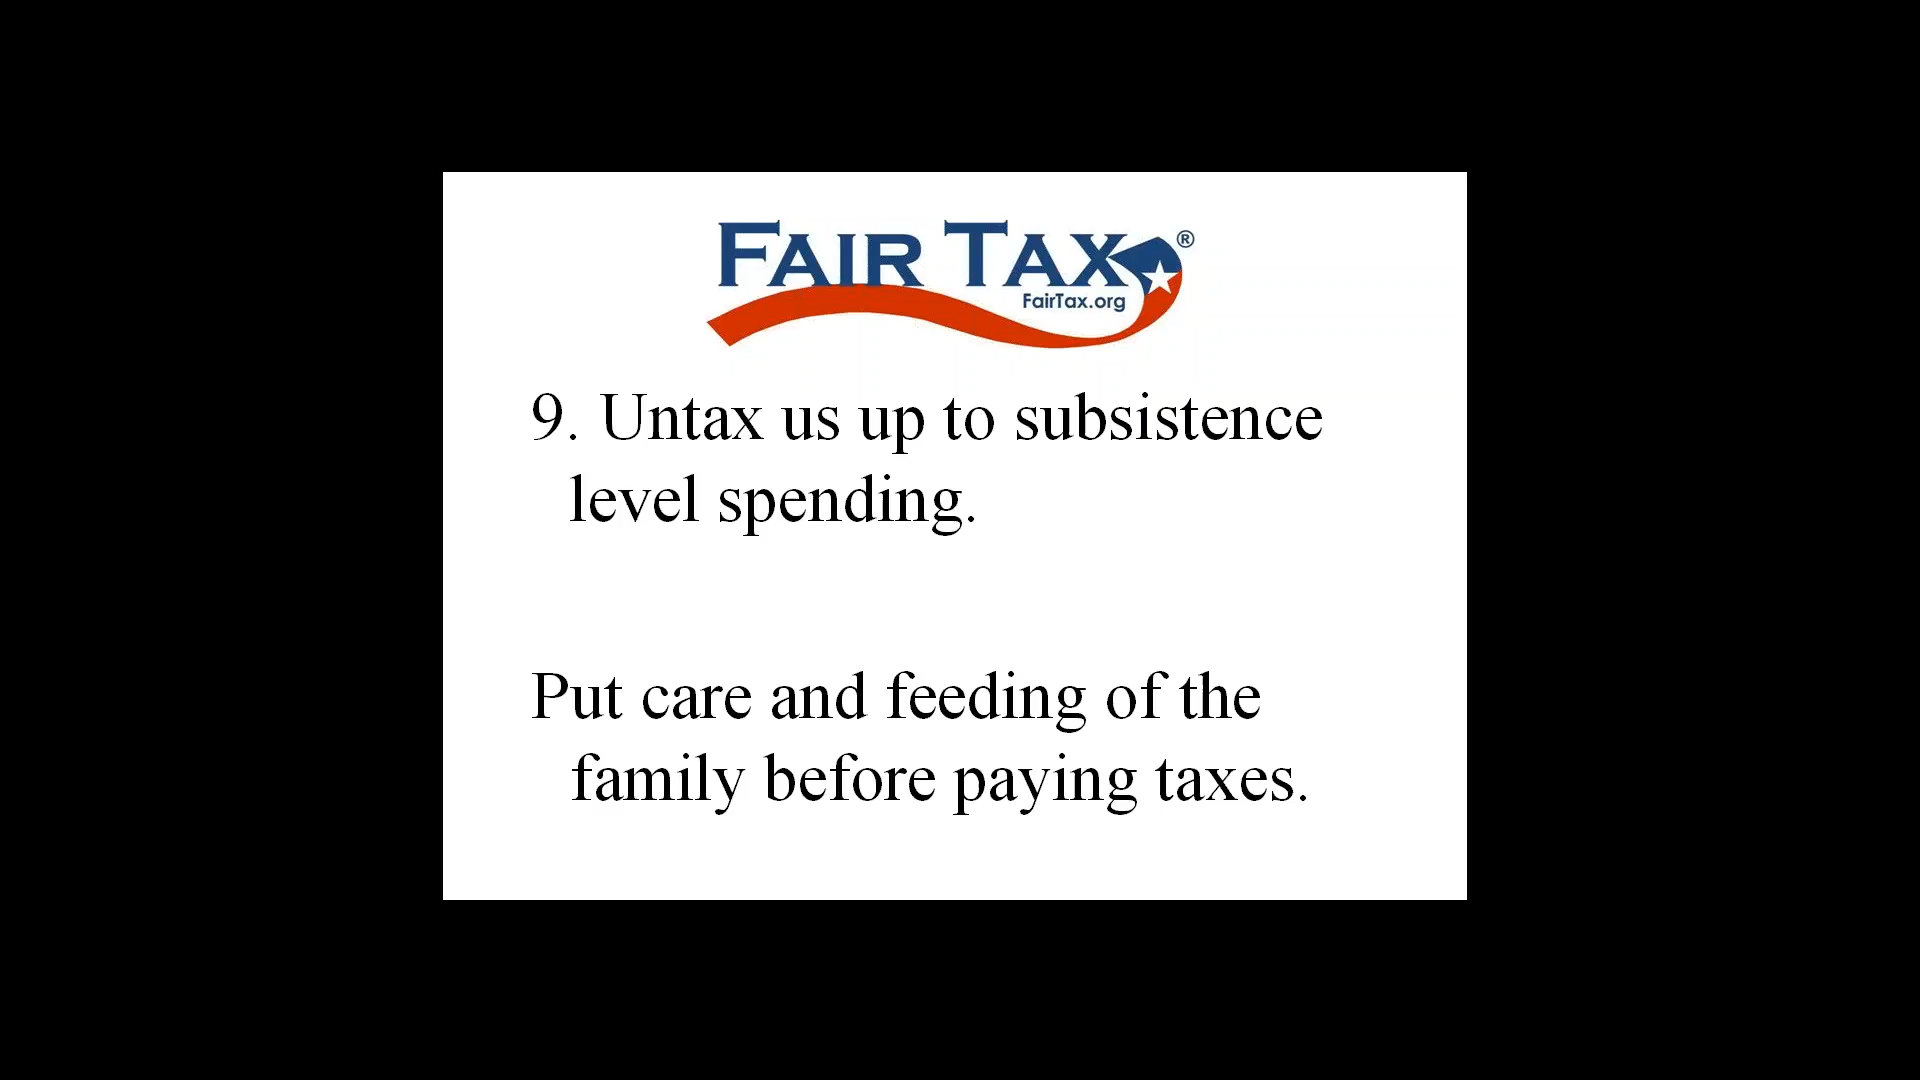 FAIR TAX®
FairTax.org
9. Untax us up to subsistence
level spending.
Put care and feeding of the
family before paying taxes.